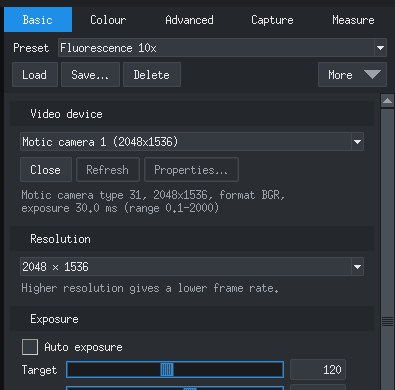 Basic Colour Advanced Capture Measure
Preset Fluorescence 10x
Load Save... Delete More
Video device
Motic camera 1 (2048x1536)
Close Refresh Properties...
Motic camera type 31, 2048x1536, format BGR,
exposure 30.0 ms (range 0.1-2000)
Resolution
2048 × 1536
Higher resolution gives a lower frame rate.
Exposure
Auto exposure
Target 120